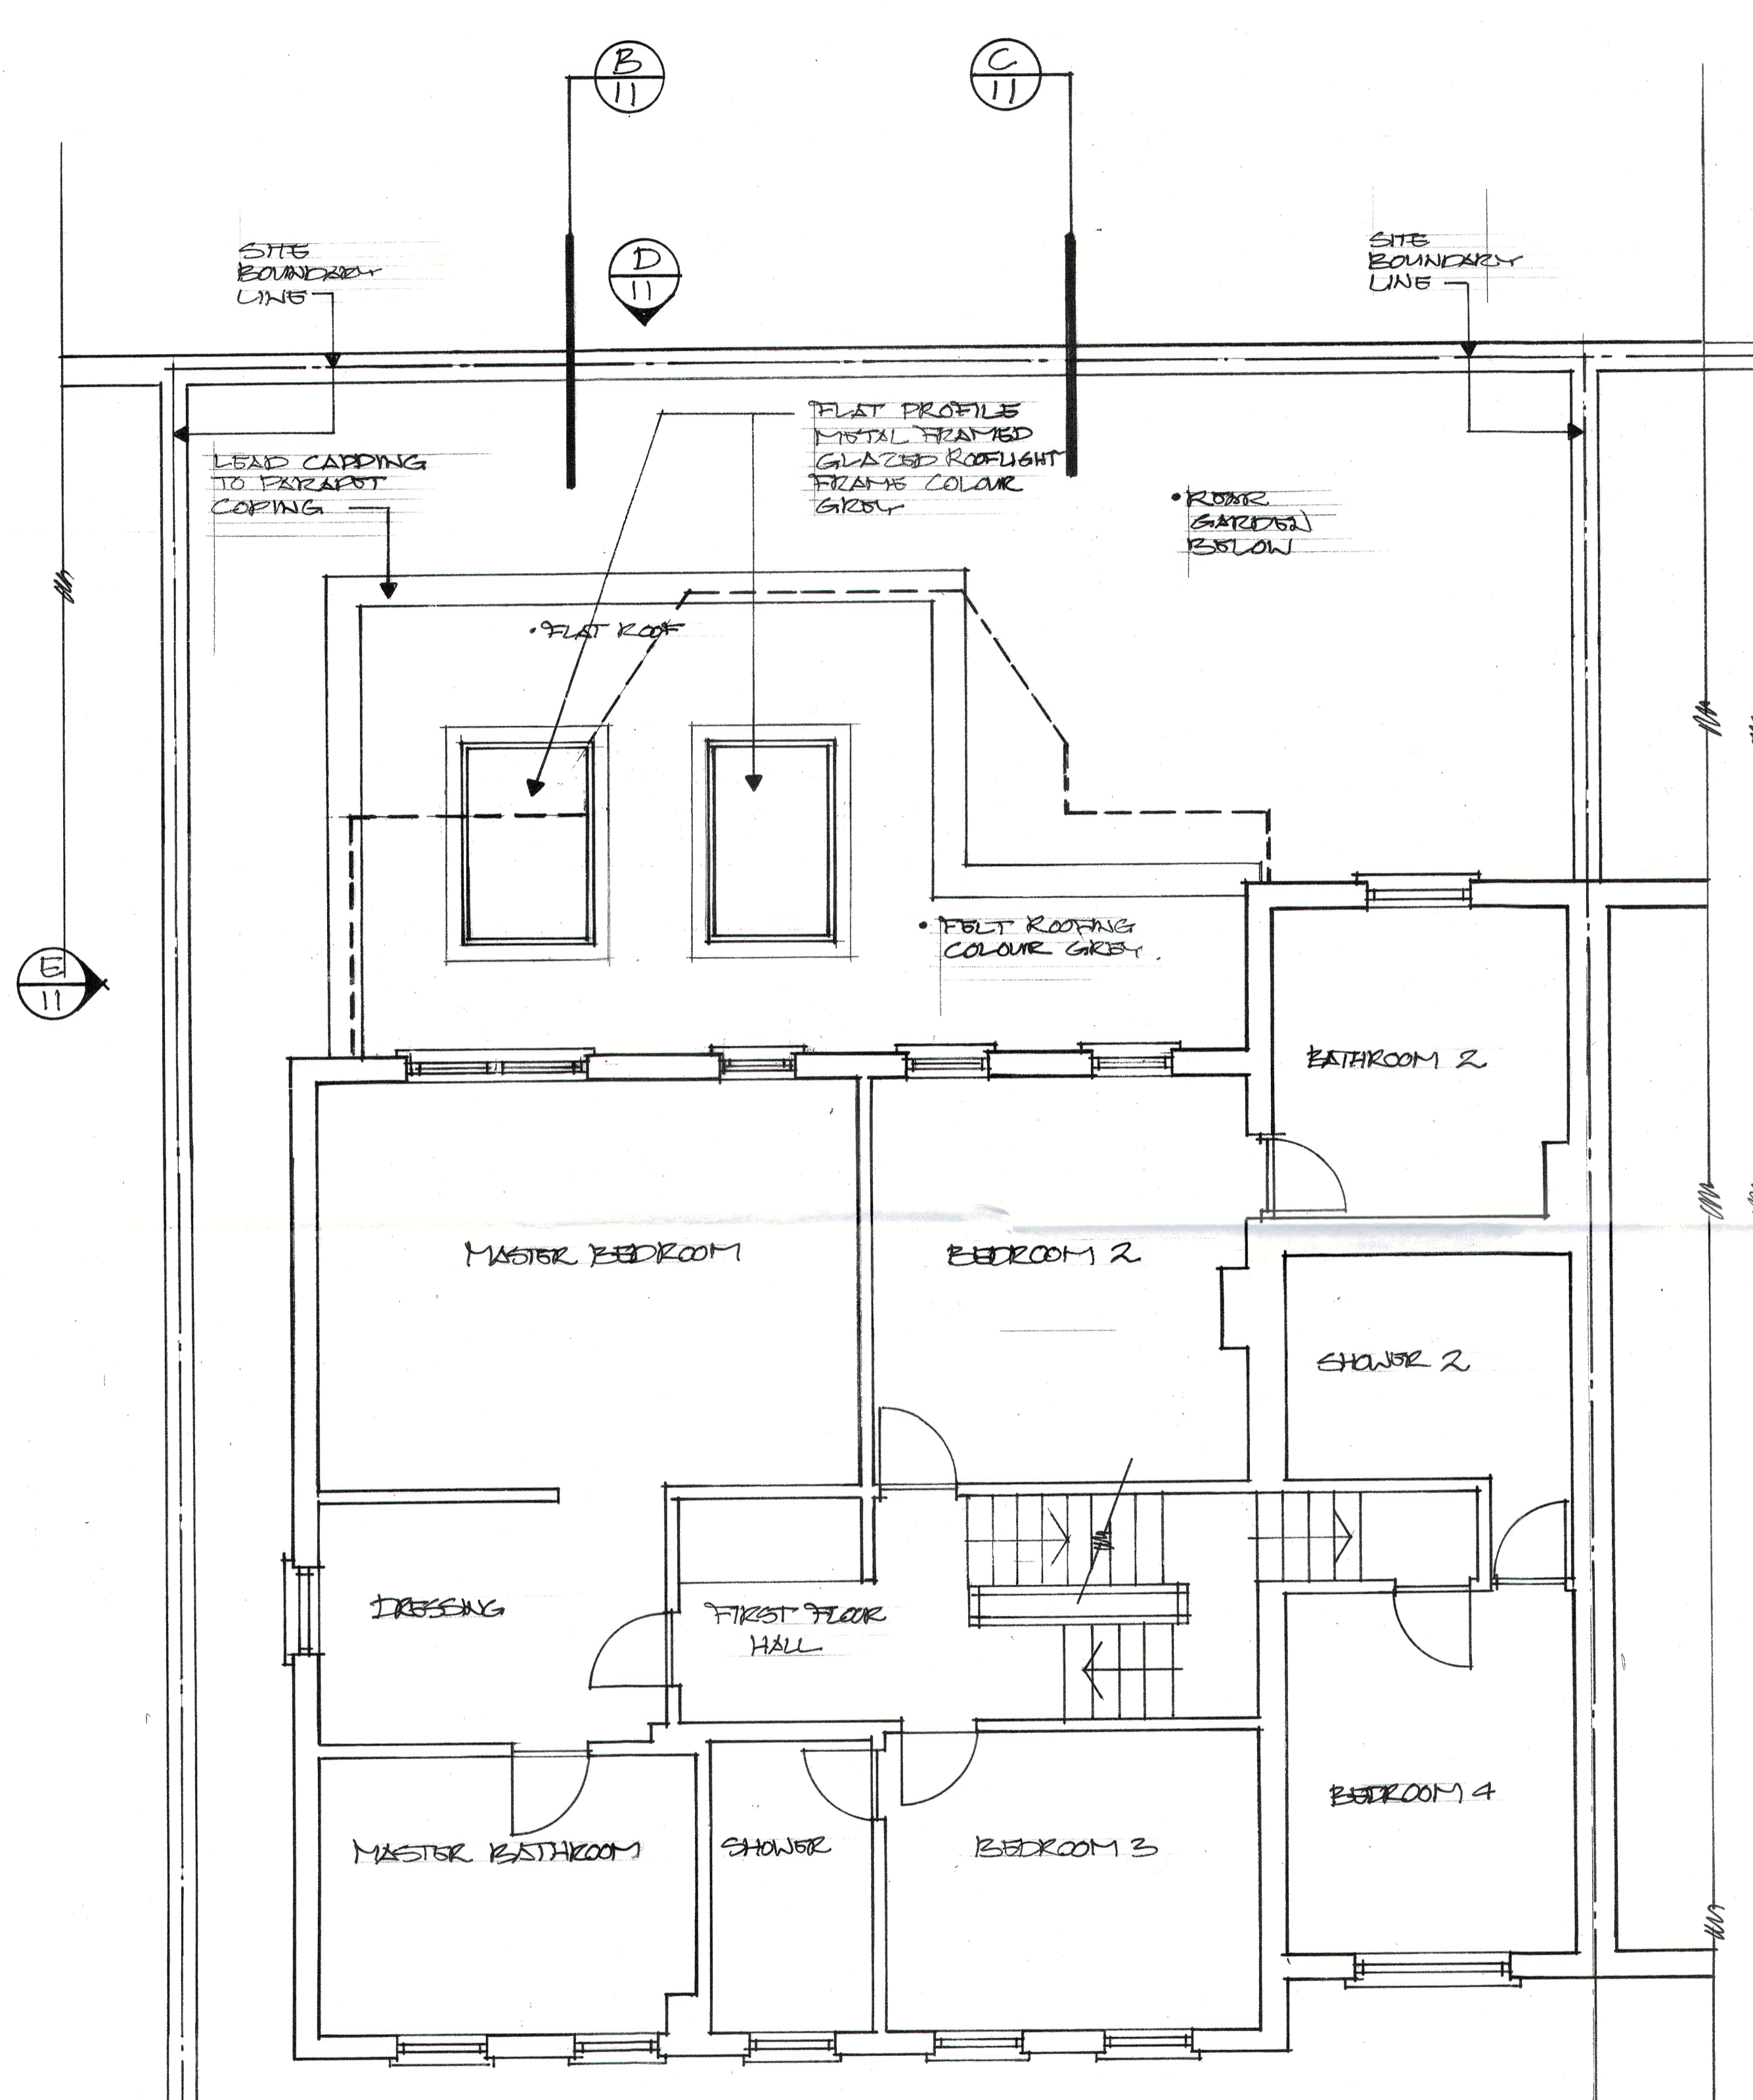 B
11
C
11
D
11
SITE
BOUNDARY
LINE
SITE
BOUNDARY
LINE
LEAD CAPPING
TO PARAPET
COPING
FLAT PROFILE
METAL FRAMED
GLAZED ROOFLIGHT
FRAME COLOUR
GREY
• REAR
GARDEN
BELOW
• FLAT ROOF
• FELT ROOFING
COLOUR GREY.
E
11
BATHROOM 2
MASTER BEDROOM
BEDROOM 2
SHOWER 2
DRESSING
FIRST FLOOR
HALL
MASTER BATHROOM
SHOWER
BEDROOM 3
BEDROOM 4